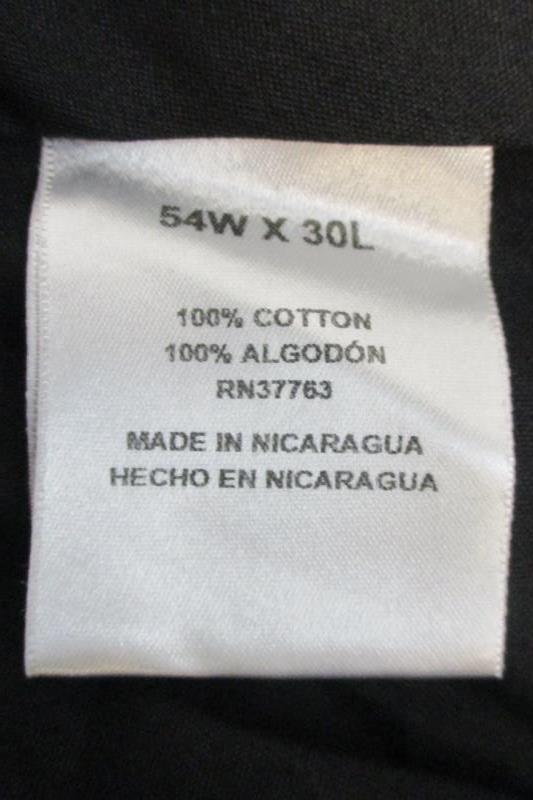 54W X 30L
100% COTTON
100% ALGODÓN
RN37763
MADE IN NICARAGUA
HECHO EN NICARAGUA